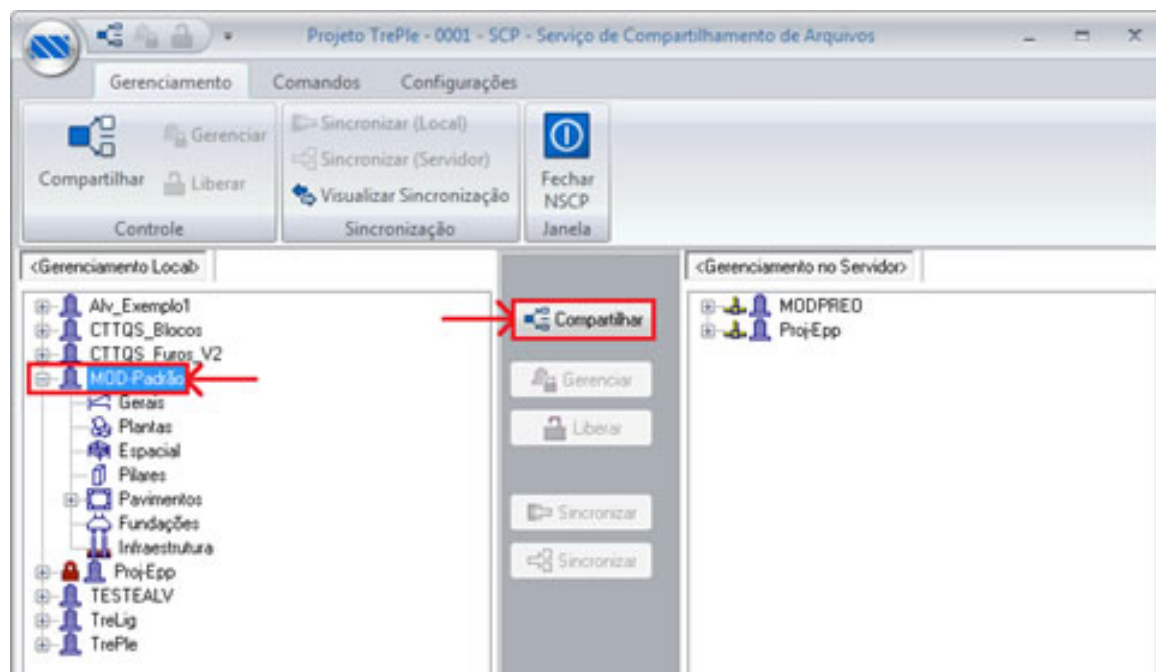 Projeto TrePle - 0001 - SCP - Serviço de Compartilhamento de Arquivos
Gerenciamento Comandos Configurações
Compartilhar
Gerenciar
Liberar
Controle
Sincronizar (Local)
Sincronizar (Servidor)
Visualizar Sincronização
Sincronização
Fechar
NSCP
Janela
<Gerenciamento Local>
Alv_Exemplo1
CTTQS_Blocos
CTTQS_Furos_V2
MOD-Padrão
Gerais
Plantas
Espacial
Pilares
Pavimentos
Fundações
Infraestrutura
Proj-Epp
TESTEALV
TreLig
TrePle
Compartilhar
Gerenciar
Liberar
Sincronizar
Sincronizar
<Gerenciamento no Servidor>
MODPREO
Proj-Epp